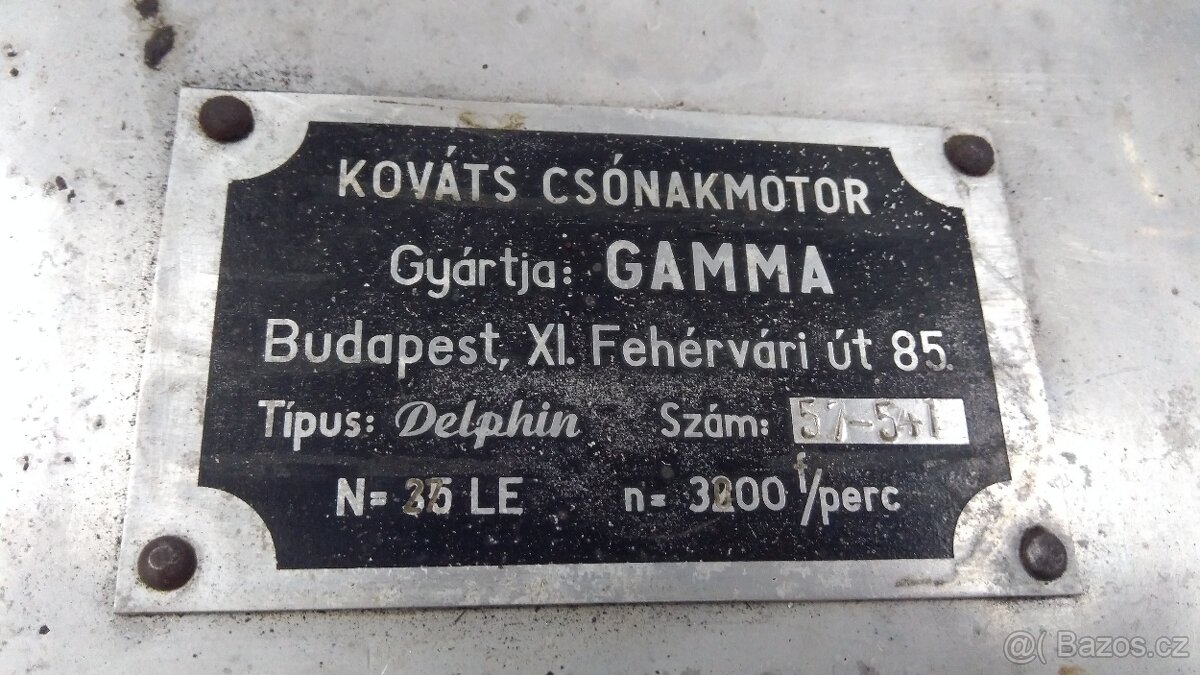 KOVÁTS CSÓNAKMOTOR
Gyártja: GAMMA
Budapest, XI. Fehérvári út 85.
Típus: Delphin Szám:
N= LE n= f/perc
@( Bazos.cz